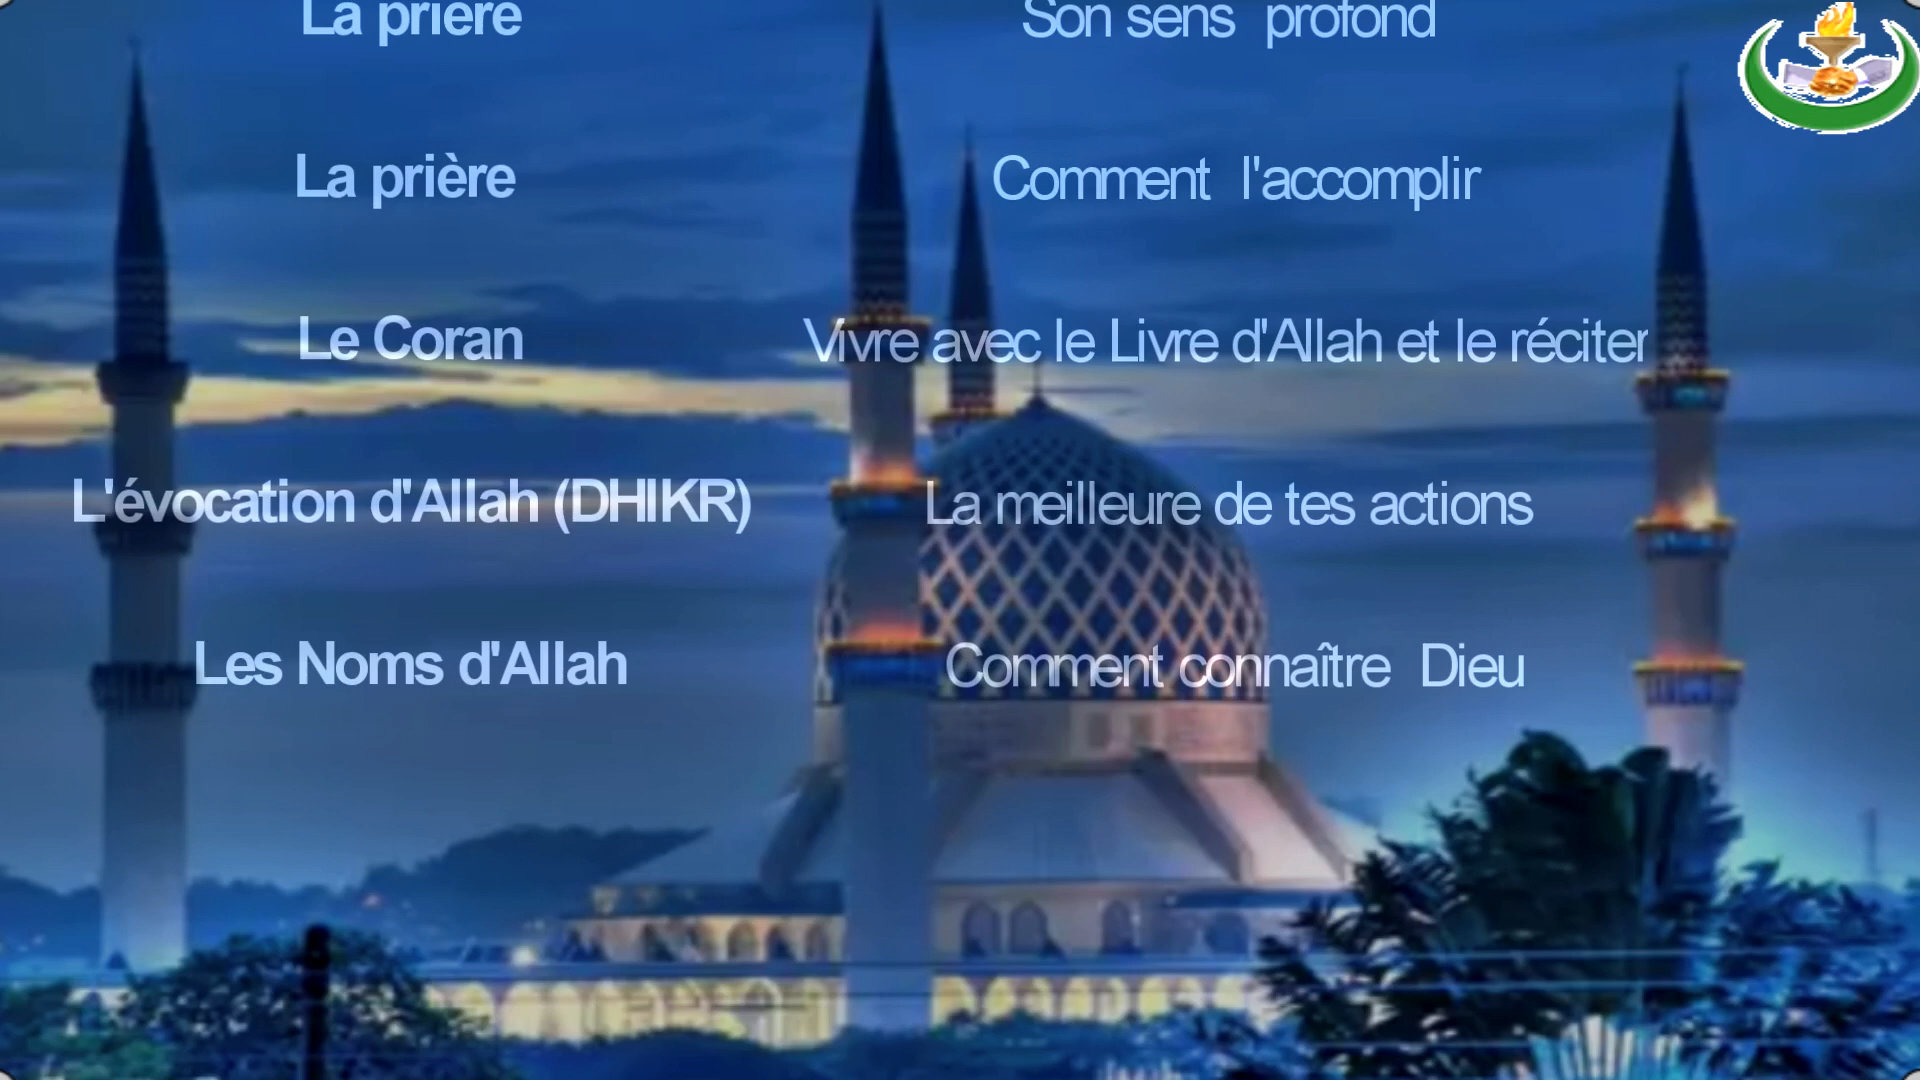 La prière Son sens profond
La prière Comment l'accomplir
Le Coran Vivre avec le Livre d'Allah et le réciter
L'évocation d'Allah (DHIKR) La meilleure de tes actions
Les Noms d'Allah Comment connaître Dieu